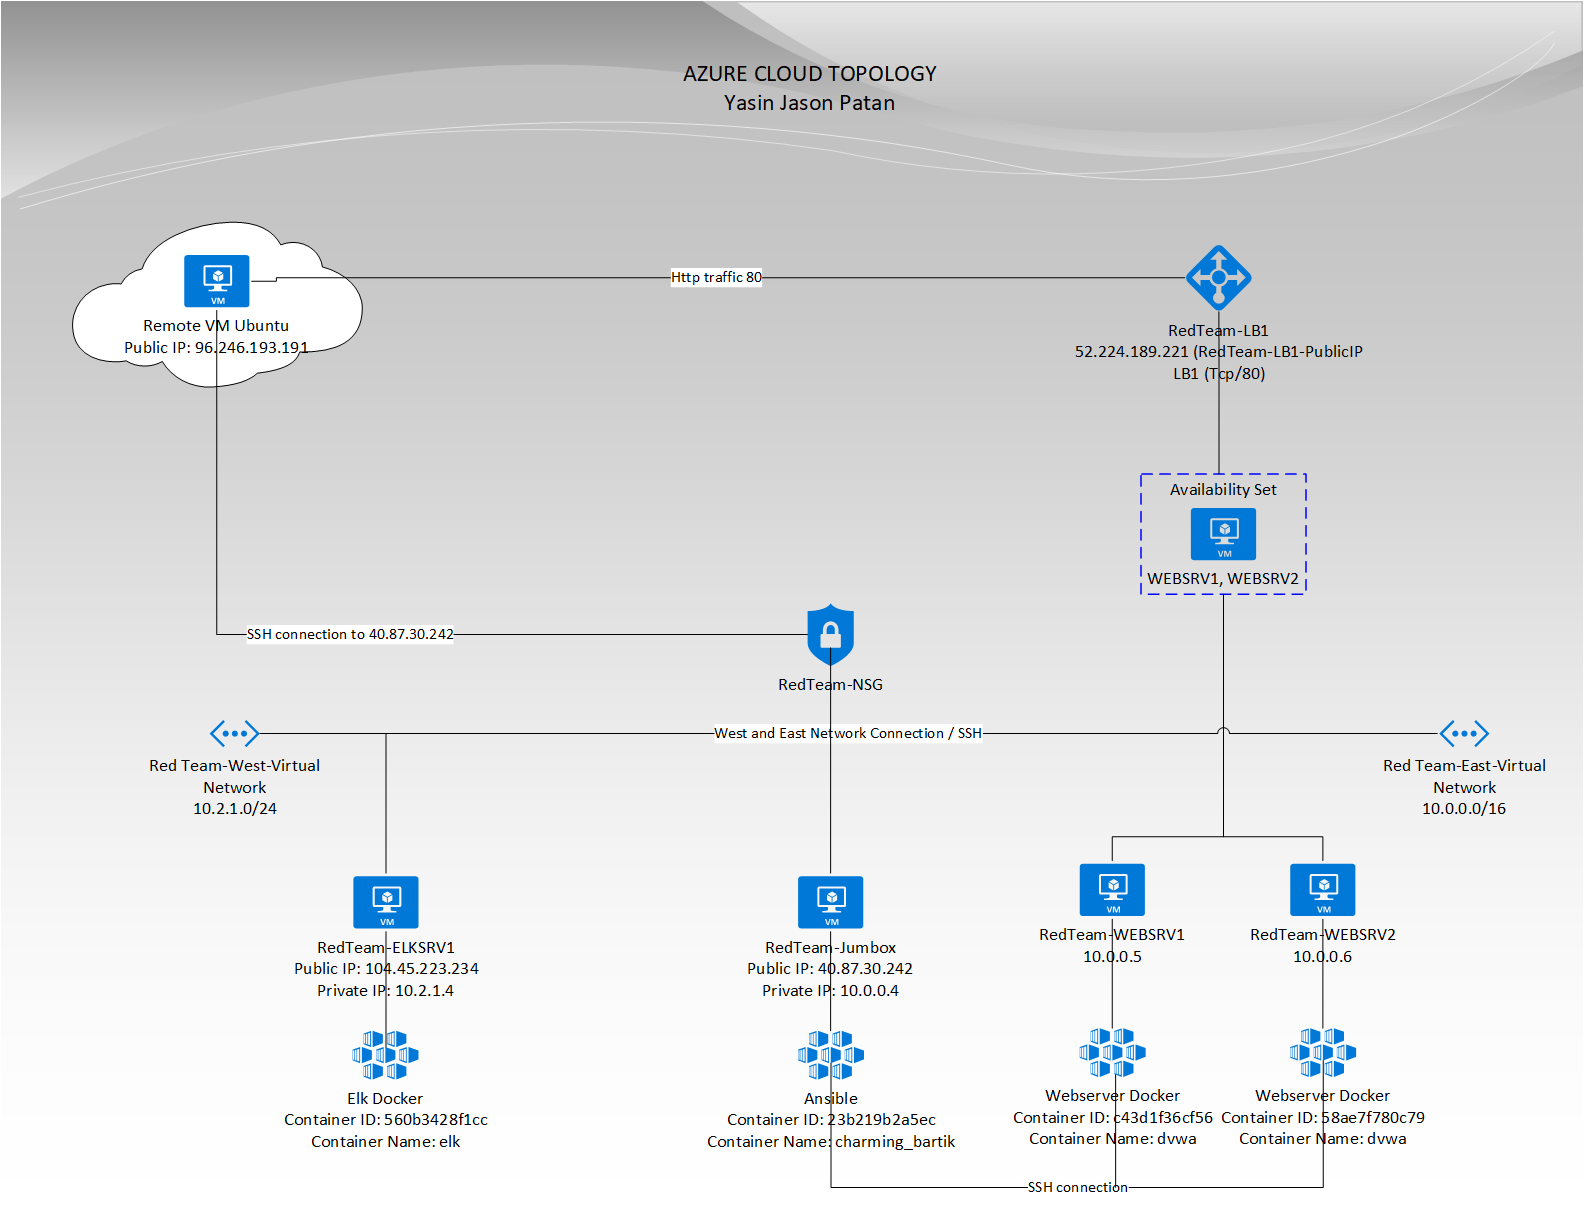 AZURE CLOUD TOPOLOGY
Yasin Jason Patan
VM
Remote VM Ubuntu
Public IP: 96.246.193.191
Http traffic 80
RedTeam-LB1
52.224.189.221 (RedTeam-LB1-PublicIP
LB1 (Tcp/80)
Availability Set
VM
WEBSRV1, WEBSRV2
SSH connection to 40.87.30.242
RedTeam-NSG
West and East Network Connection / SSH
Red Team-West-Virtual
Network
10.2.1.0/24
Red Team-East-Virtual
Network
10.0.0.0/16
VM
RedTeam-ELKSRV1
Public IP: 104.45.223.234
Private IP: 10.2.1.4
VM
RedTeam-Jumbox
Public IP: 40.87.30.242
Private IP: 10.0.0.4
VM
RedTeam-WEBSRV1
10.0.0.5
VM
RedTeam-WEBSRV2
10.0.0.6
Elk Docker
Container ID: 560b3428f1cc
Container Name: elk
Ansible
Container ID: 23b219b2a5ec
Container Name: charming_bartik
Webserver Docker
Container ID: c43d1f36cf56
Container Name: dvwa
Webserver Docker
Container ID: 58ae7f780c79
Container Name: dvwa
SSH connection